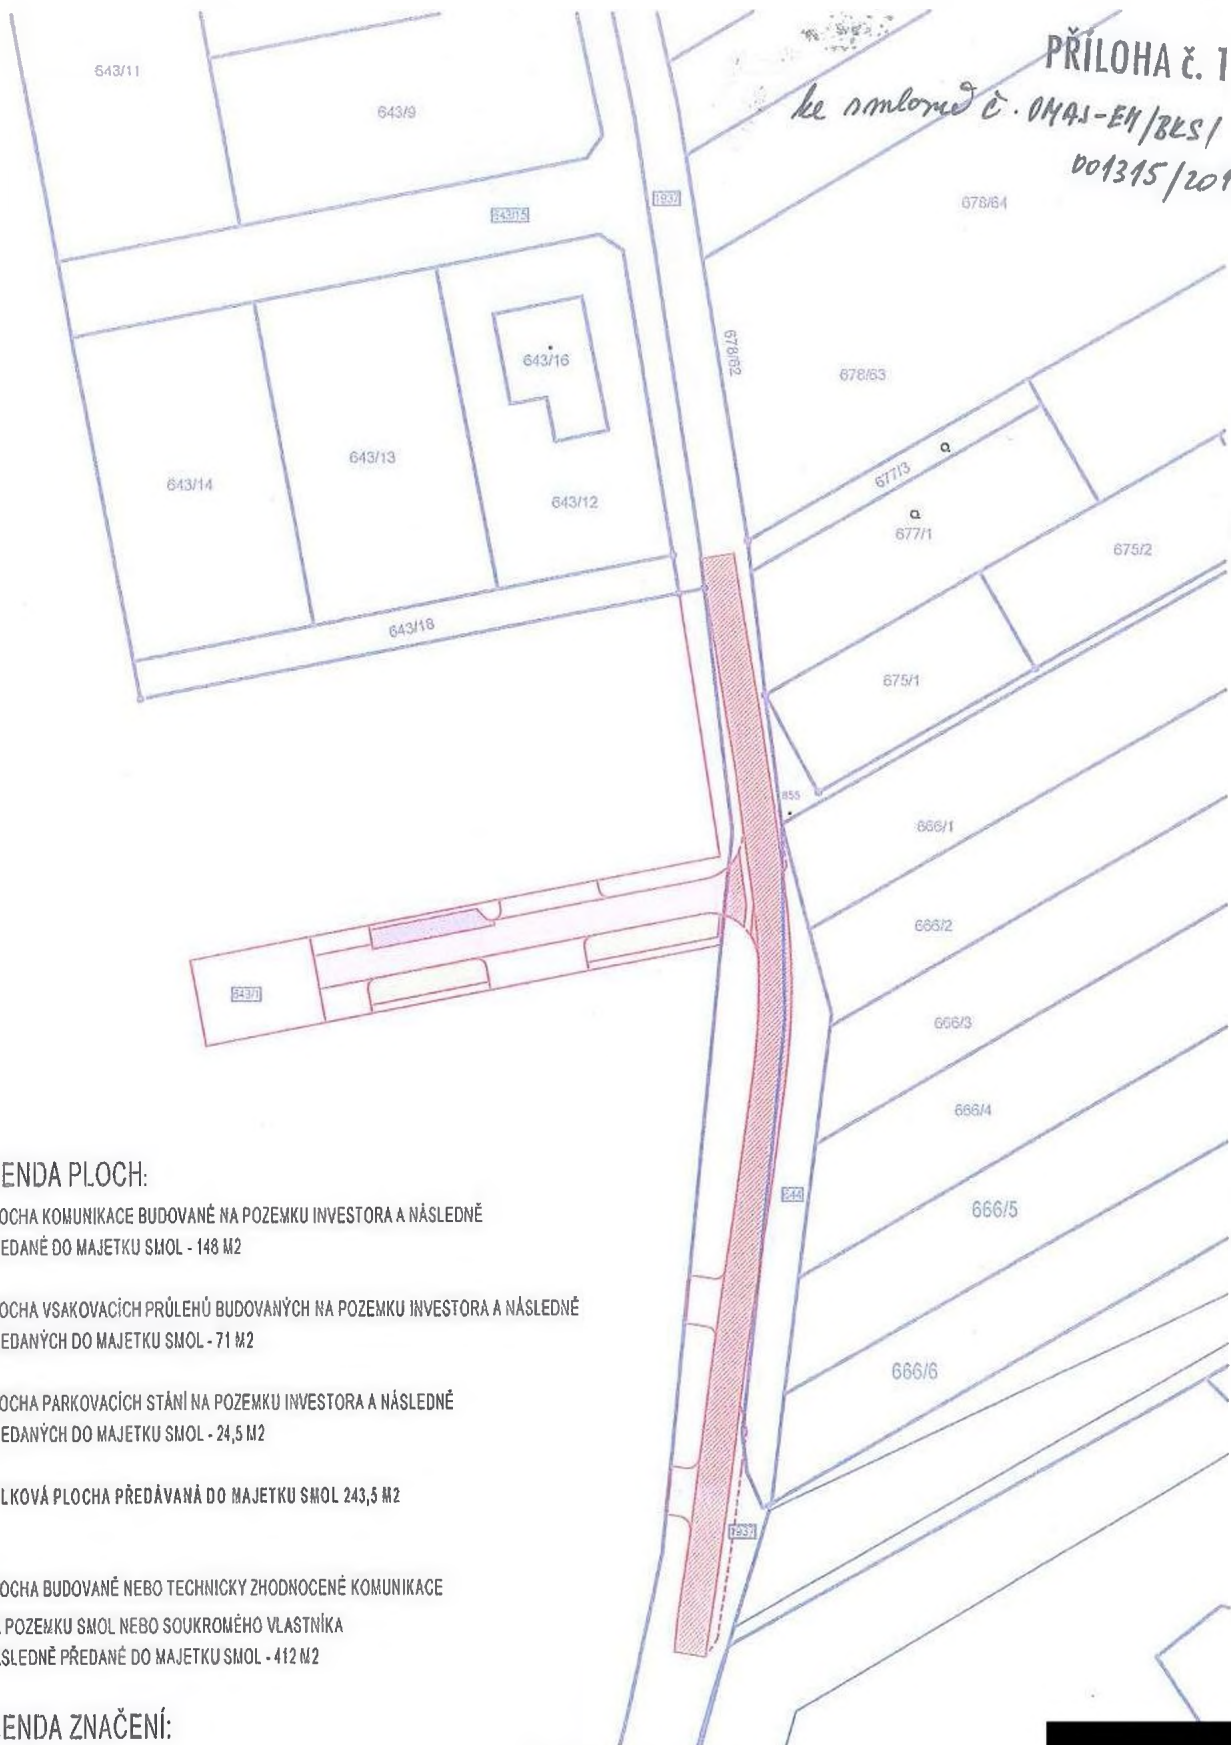 PŘÍLOHA č. 1
ke smlouvě č. OMAJ-EM/BKS/
001315/201
643/11
643/9
643/15
1937
678/64
678/62
643/16
678/63
643/14
643/13
643/12
677/3
677/1
675/2
643/18
675/1
855
666/1
666/2
643/1
666/3
666/4
644
666/5
666/6
1937
ENDA PLOCH:
OCHA KOMUNIKACE BUDOVANÉ NA POZEMKU INVESTORA A NÁSLEDNĚ
EDANÉ DO MAJETKU SMOL - 148 M2
OCHA VSAKOVACÍCH PRŮLEHŮ BUDOVANÝCH NA POZEMKU INVESTORA A NÁSLEDNĚ
EDANÝCH DO MAJETKU SMOL - 71 M2
OCHA PARKOVACÍCH STÁNÍ NA POZEMKU INVESTORA A NÁSLEDNĚ
EDANÝCH DO MAJETKU SMOL - 24,5 M2
LKOVÁ PLOCHA PŘEDÁVANÁ DO MAJETKU SMOL 243,5 M2
OCHA BUDOVANÉ NEBO TECHNICKY ZHODNOCENÉ KOMUNIKACE
POZEMKU SMOL NEBO SOUKROMÉHO VLASTNÍKA
SLEDNĚ PŘEDANÉ DO MAJETKU SMOL - 412 M2
ENDA ZNAČENÍ: